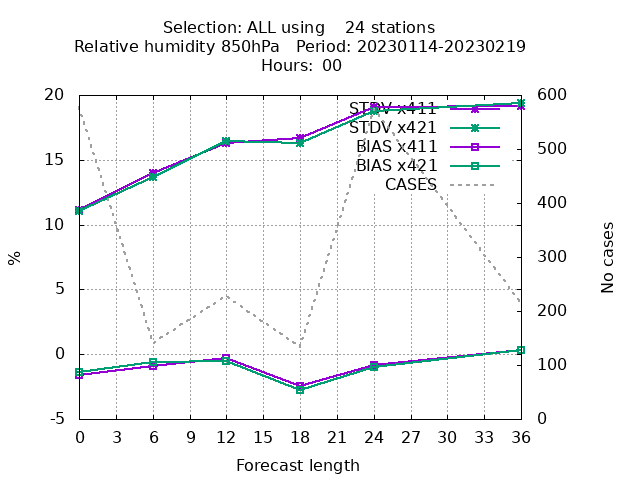 Selection: ALL using    24 stations
Relative humidity 850hPa   Period: 20230114-20230219
Hours: 00
STDV x411
STDV x421
BIAS x411
BIAS x421
CASES
20
15
10
5
0
-5
%
600
500
400
300
200
100
0
No cases
0 3 6 9 12 15 18 21 24 27 30 33 36
Forecast length